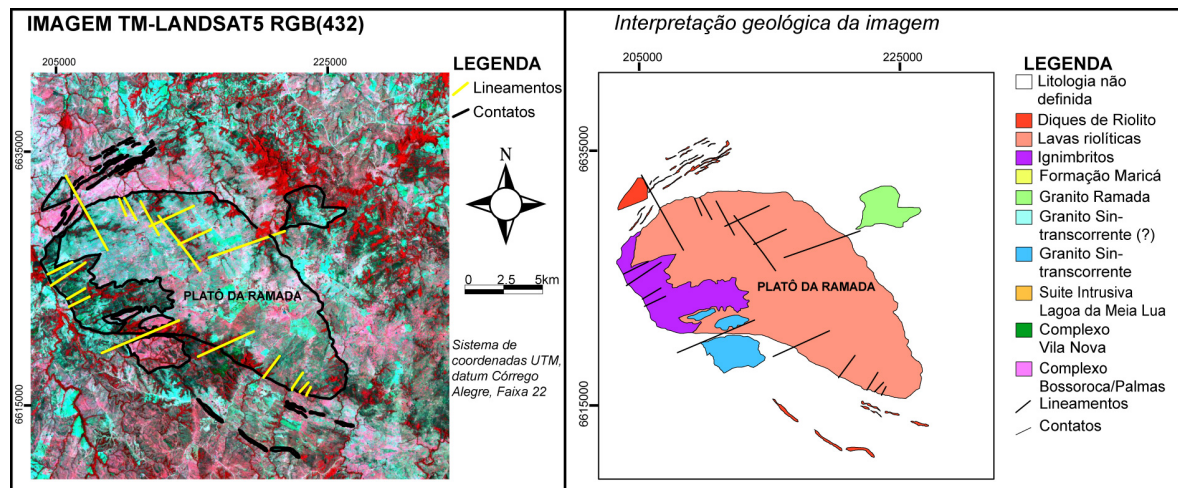 IMAGEM TM-LANDSAT5 RGB(432)
2050000
225000
6635000
6615000
PLATÔ DA RAMADA
LEGENDA
Lineamentos
Contatos
N
0 2.5 5km
Sistema de
coordenadas UTM,
datum Córrego
Alegre, Faixa 22
Interpretação geológica da imagem
2050000
225000
6635000
6615000
PLATÔ DA RAMADA
LEGENDA
Litologia não
definida
Diques de Riolito
Lavas riolíticas
Ignimbritos
Formação Maricá
Granito Ramada
Granito Sin-
transcorrente (?)
Granito Sin-
transcorrente
Suite Intrusiva
Lagoa da Meia Lua
Complexo
Vila Nova
Complexo
Bossoroca/Palmas
Lineamentos
Contatos